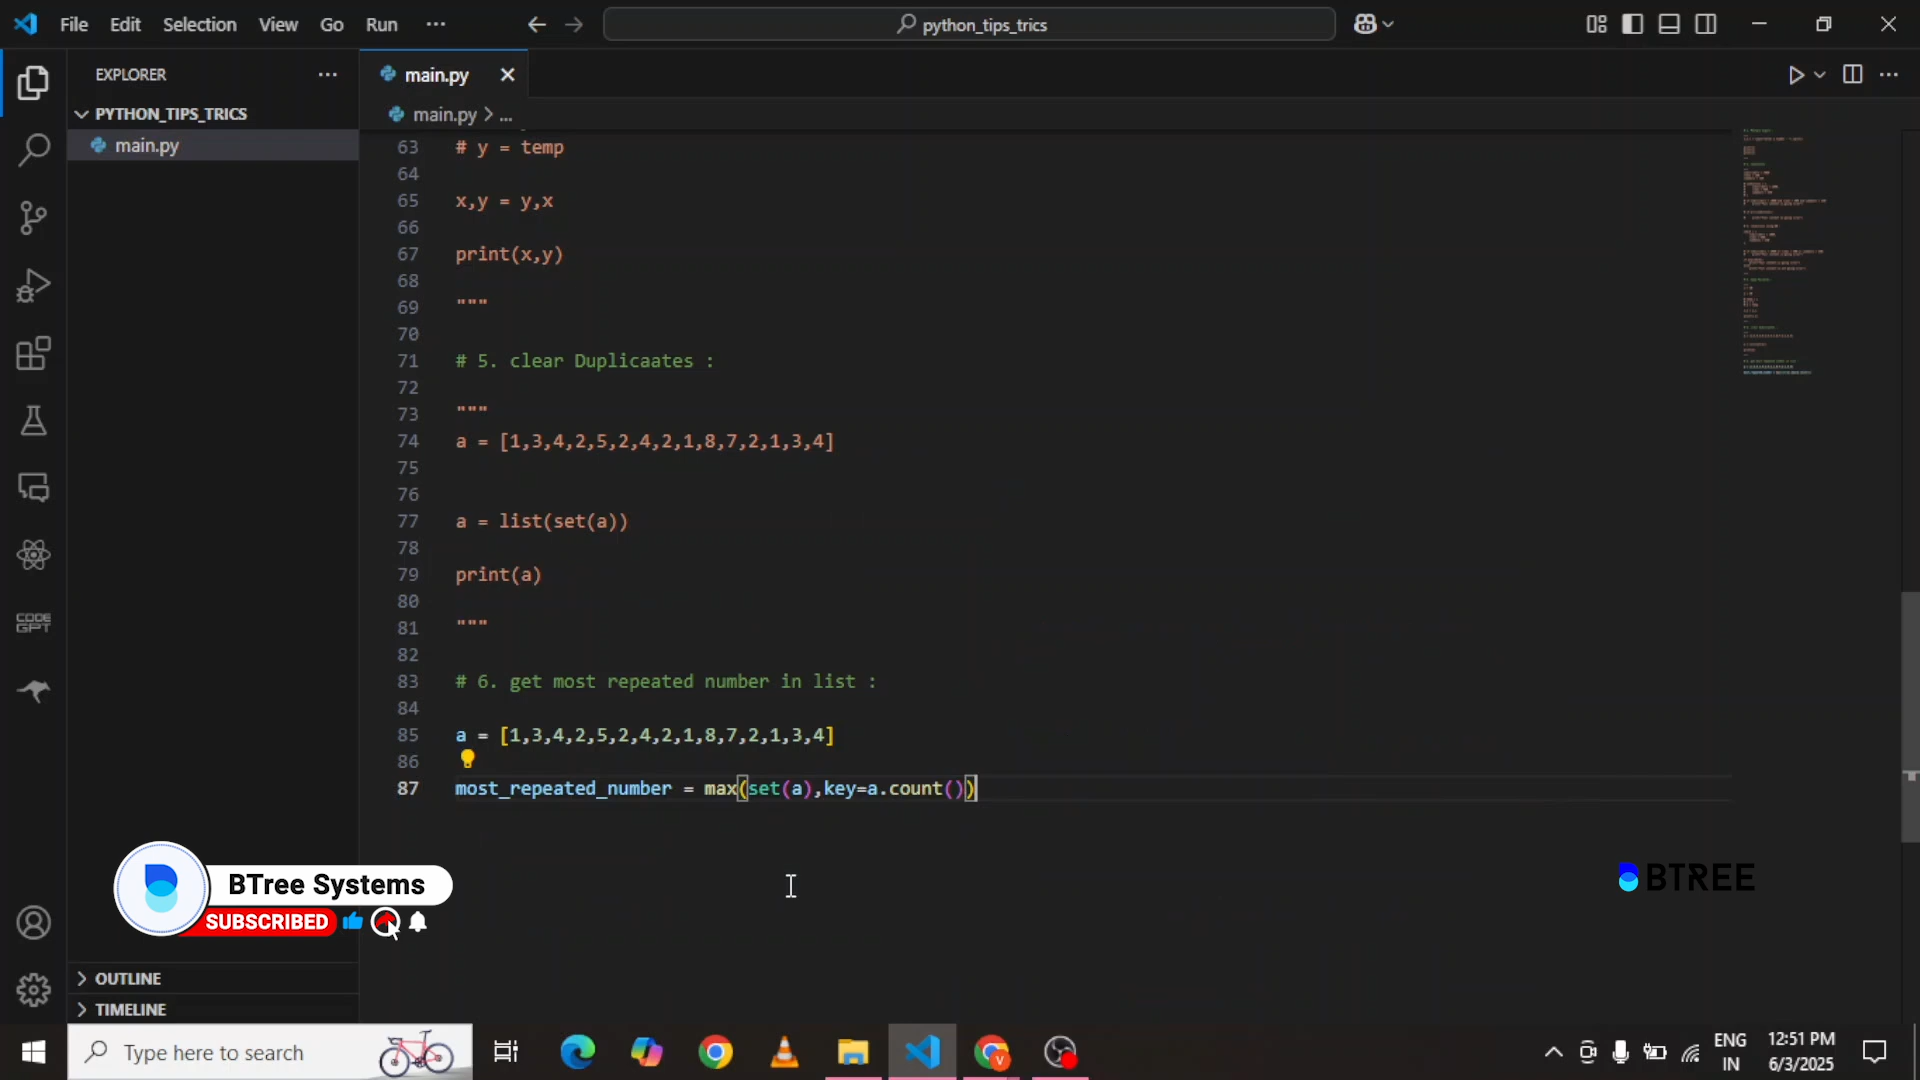 File Edit Selection View Go Run ...
python_tips_trics
EXPLORER ...
PYTHON_TIPS_TRICS
main.py
main.py
main.py > ...
63 # y = temp
64
65 x,y = y,x
66
67 print(x,y)
68
69 """
70
71 # 5. clear Duplicaates :
72
73 """
74 a = [1,3,4,2,5,2,4,2,1,8,7,2,1,3,4]
75
76
77 a = list(set(a))
78
79 print(a)
80
81 """
82
83 # 6. get most repeated number in list :
84
85 a = [1,3,4,2,5,2,4,2,1,8,7,2,1,3,4]
86
87 most_repeated_number = max(set(a),key=a.count())
CODE
GPT
BTree Systems
SUBSCRIBED
BTREE
OUTLINE
TIMELINE
Type here to search
ENG
IN
12:51 PM
6/3/2025